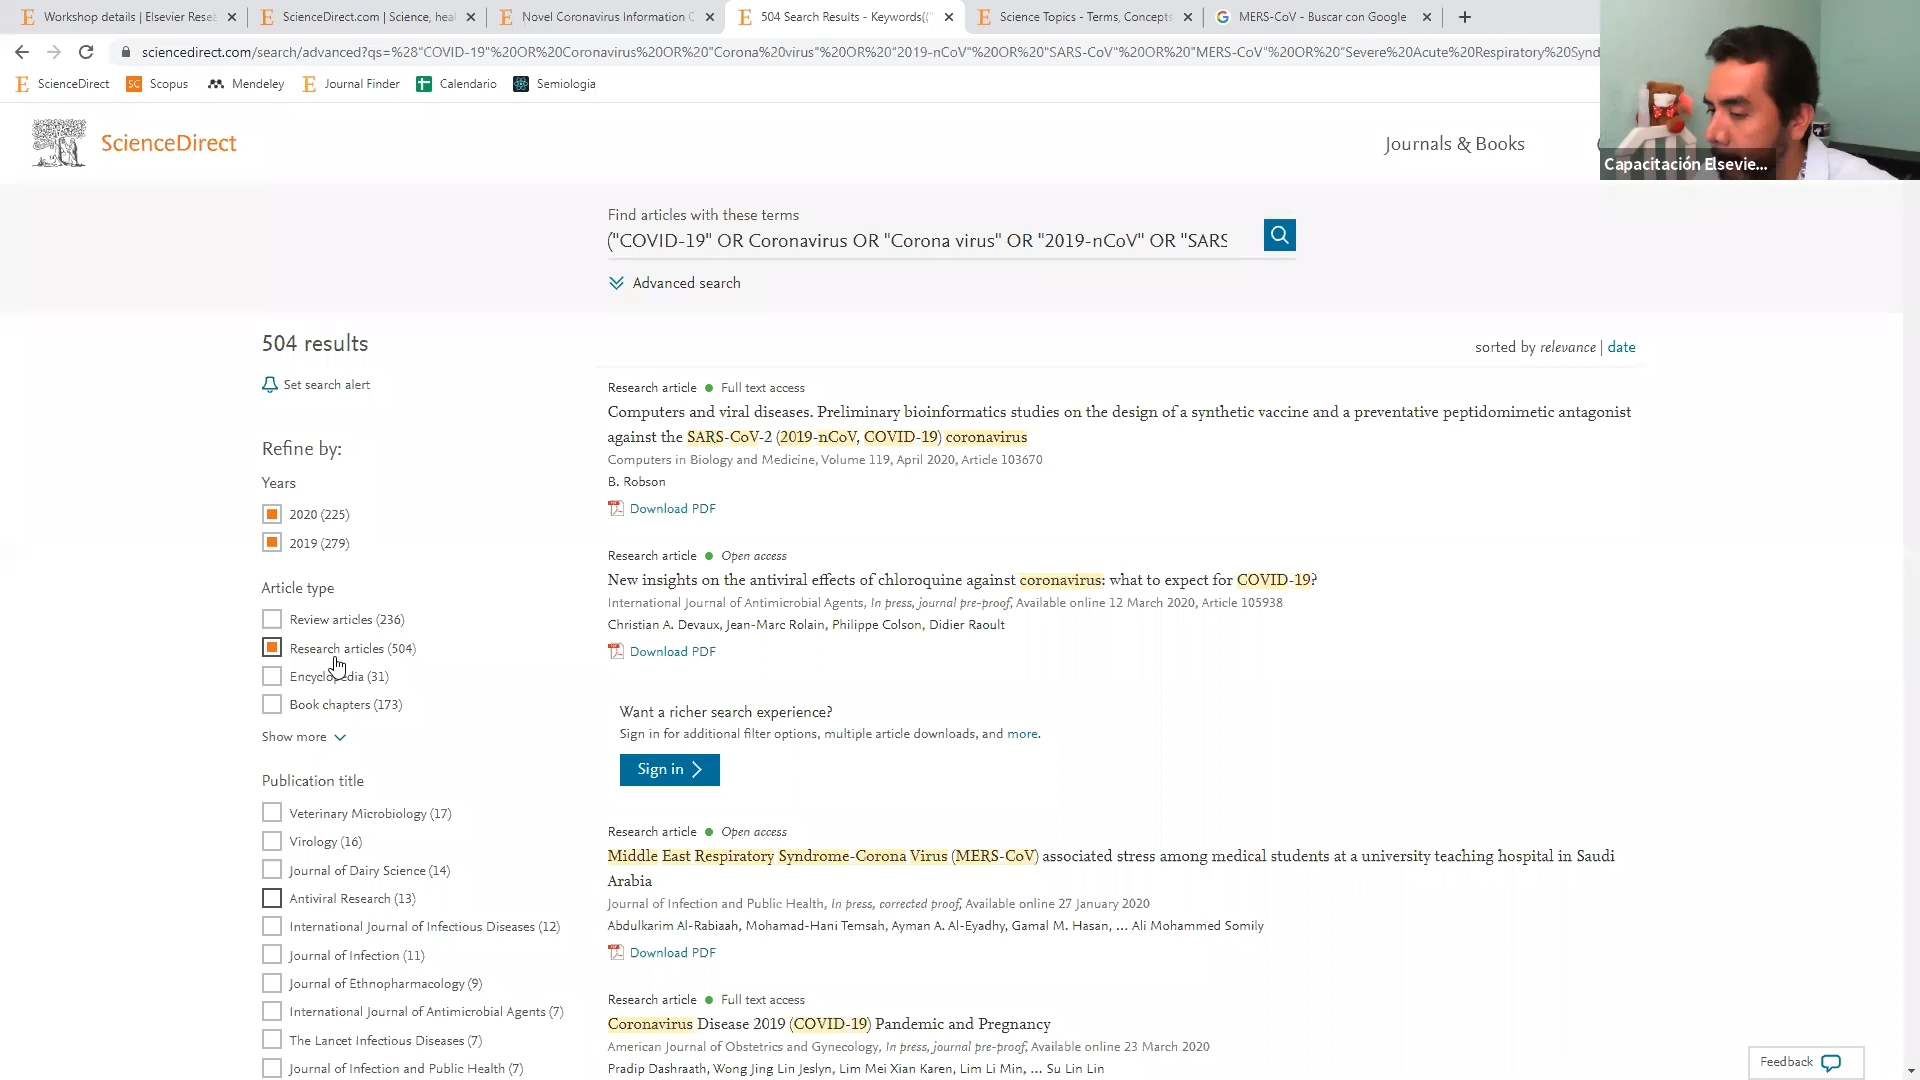 Workshop details | Elsevier Rese
ScienceDirect.com | Science, heal
Novel Coronavirus Information C
504 Search Results - Keywords(("
Science Topics - Terms, Concepts
MERS-CoV - Buscar con Google
sciencedirect.com/search/advanced?qs=%28"COVID-19"%20OR%20Coronavirus%20OR%20"Corona%20virus"%20OR%20"2019-nCoV"%20OR%20"SARS-CoV"%20OR%20"MERS-CoV"%20OR%20"Severe%20Acute%20Respiratory%20Synd
ScienceDirect
Scopus
Mendeley
Journal Finder
Calendario
Semiologia
ScienceDirect
Journals & Books
Capacitación Elsevie...
Find articles with these terms
("COVID-19" OR Coronavirus OR "Corona virus" OR "2019-nCoV" OR "SARS
Advanced search
504 results
Set search alert
sorted by relevance | date
Refine by:
Years
2020 (225)
2019 (279)
Article type
Review articles (236)
Research articles (504)
Encyclopedia (31)
Book chapters (173)
Show more
Publication title
Veterinary Microbiology (17)
Virology (16)
Journal of Dairy Science (14)
Antiviral Research (13)
International Journal of Infectious Diseases (12)
Journal of Infection (11)
Journal of Ethnopharmacology (9)
International Journal of Antimicrobial Agents (7)
The Lancet Infectious Diseases (7)
Journal of Infection and Public Health (7)
Research article Full text access
Computers and viral diseases. Preliminary bioinformatics studies on the design of a synthetic vaccine and a preventative peptidomimetic antagonist
against the SARS-CoV-2 (2019-nCoV, COVID-19) coronavirus
Computers in Biology and Medicine, Volume 119, April 2020, Article 103670
B. Robson
Download PDF
Research article Open access
New insights on the antiviral effects of chloroquine against coronavirus: what to expect for COVID-19?
International Journal of Antimicrobial Agents, In press, journal pre-proof, Available online 12 March 2020, Article 105938
Christian A. Devaux, Jean-Marc Rolain, Philippe Colson, Didier Raoult
Download PDF
Want a richer search experience?
Sign in for additional filter options, multiple article downloads, and more.
Sign in
Research article Open access
Middle East Respiratory Syndrome-Corona Virus (MERS-CoV) associated stress among medical students at a university teaching hospital in Saudi
Arabia
Journal of Infection and Public Health, In press, corrected proof, Available online 27 January 2020
Abdulkarim Al-Rabiaah, Mohamad-Hani Temsah, Ayman A. Al-Eyadhy, Gamal M. Hasan, ... Ali Mohammed Somily
Download PDF
Research article Full text access
Coronavirus Disease 2019 (COVID-19) Pandemic and Pregnancy
American Journal of Obstetrics and Gynecology, In press, journal pre-proof, Available online 23 March 2020
Pradip Dashraath, Wong Jing Lin Jeslyn, Lim Mei Xian Karen, Lim Li Min, ... Su Lin Lin
Feedback